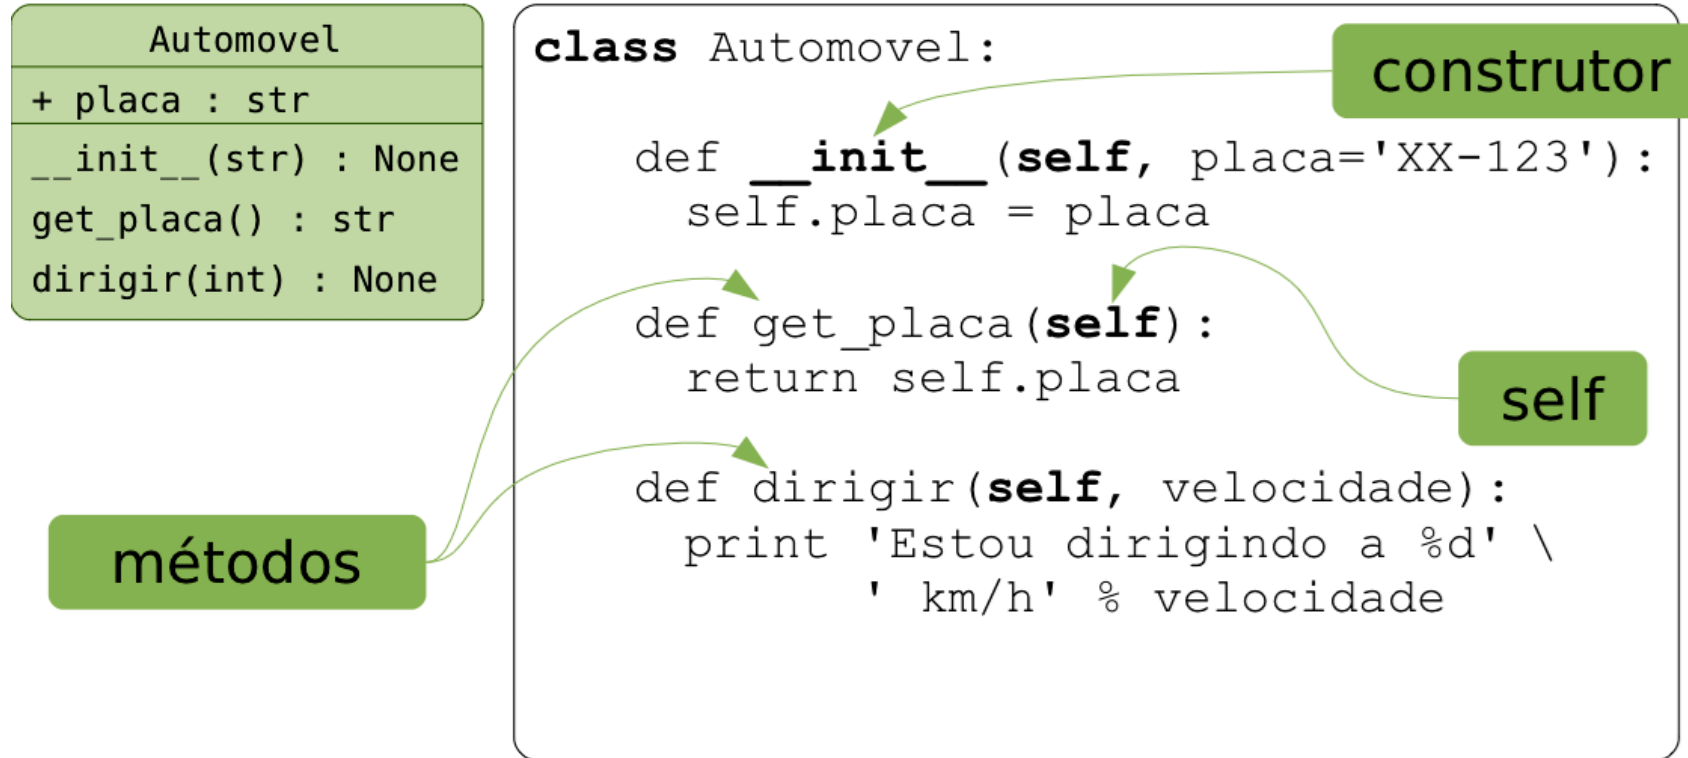 Automovel
+ placa : str
__init__(str) : None
get_placa() : str
dirigir(int) : None
class Automovel:
construtor
def __init__(self, placa='XX-123'):
self.placa = placa
def get_placa(self):
return self.placa
self
def dirigir(self, velocidade):
print 'Estou dirigindo a %d' \
' km/h' % velocidade
métodos